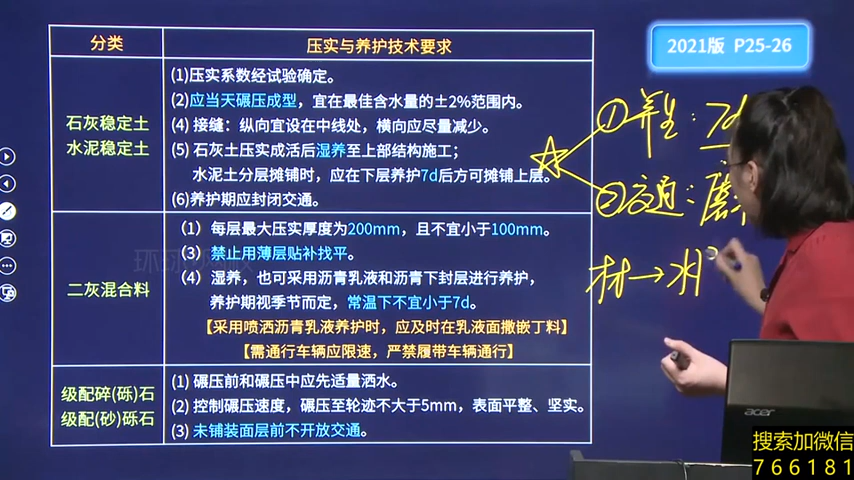 2021版 P25-26
分类
压实与养护技术要求
石灰稳定土
水泥稳定土
(1)压实系数经试验确定。
(2)应当天碾压成型，宜在最佳含水量的±2%范围内。
(4) 接缝：纵向宜设在中线处，横向应尽量减少。
(5) 石灰土压实成活后湿养至上部结构施工；
水泥土分层摊铺时，应在下层养护7d后方可摊铺上层。
(6)养护期应封闭交通。
二灰混合料
(1) 每层最大压实厚度为200mm，且不宜小于100mm。
(3) 禁止用薄层贴补找平。
(4) 湿养，也可采用沥青乳液和沥青下封层进行养护，
养护期视季节而定，常温下不宜小于7d。
【采用喷洒沥青乳液养护时，应及时在乳液面撒嵌丁料】
【需通行车辆应限速，严禁履带车辆通行】
级配碎(砾)石
级配(砂)砾石
(1) 碾压前和碾压中应先适量洒水。
(2) 控制碾压速度，碾压至轮迹不大于5mm，表面平整、坚实。
(3) 未铺装面层前不开放交通。
① 养生：7d
② 交通：
材→水
acer
搜索加微信
766181